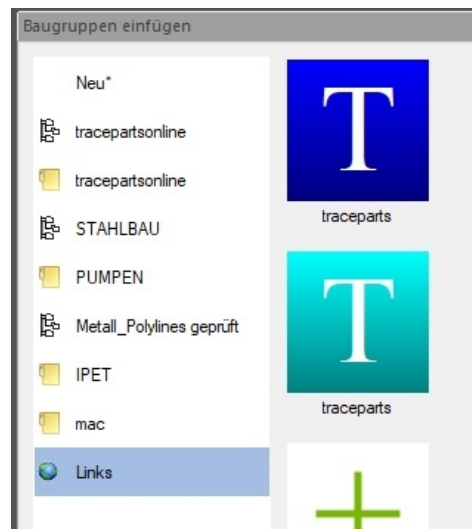 Baugruppen einfügen
Neu*
tracepartsonline
tracepartsonline
STAHLBAU
PUMPEN
Metall_Polylines geprüft
IPET
mac
Links
T
traceparts
T
traceparts